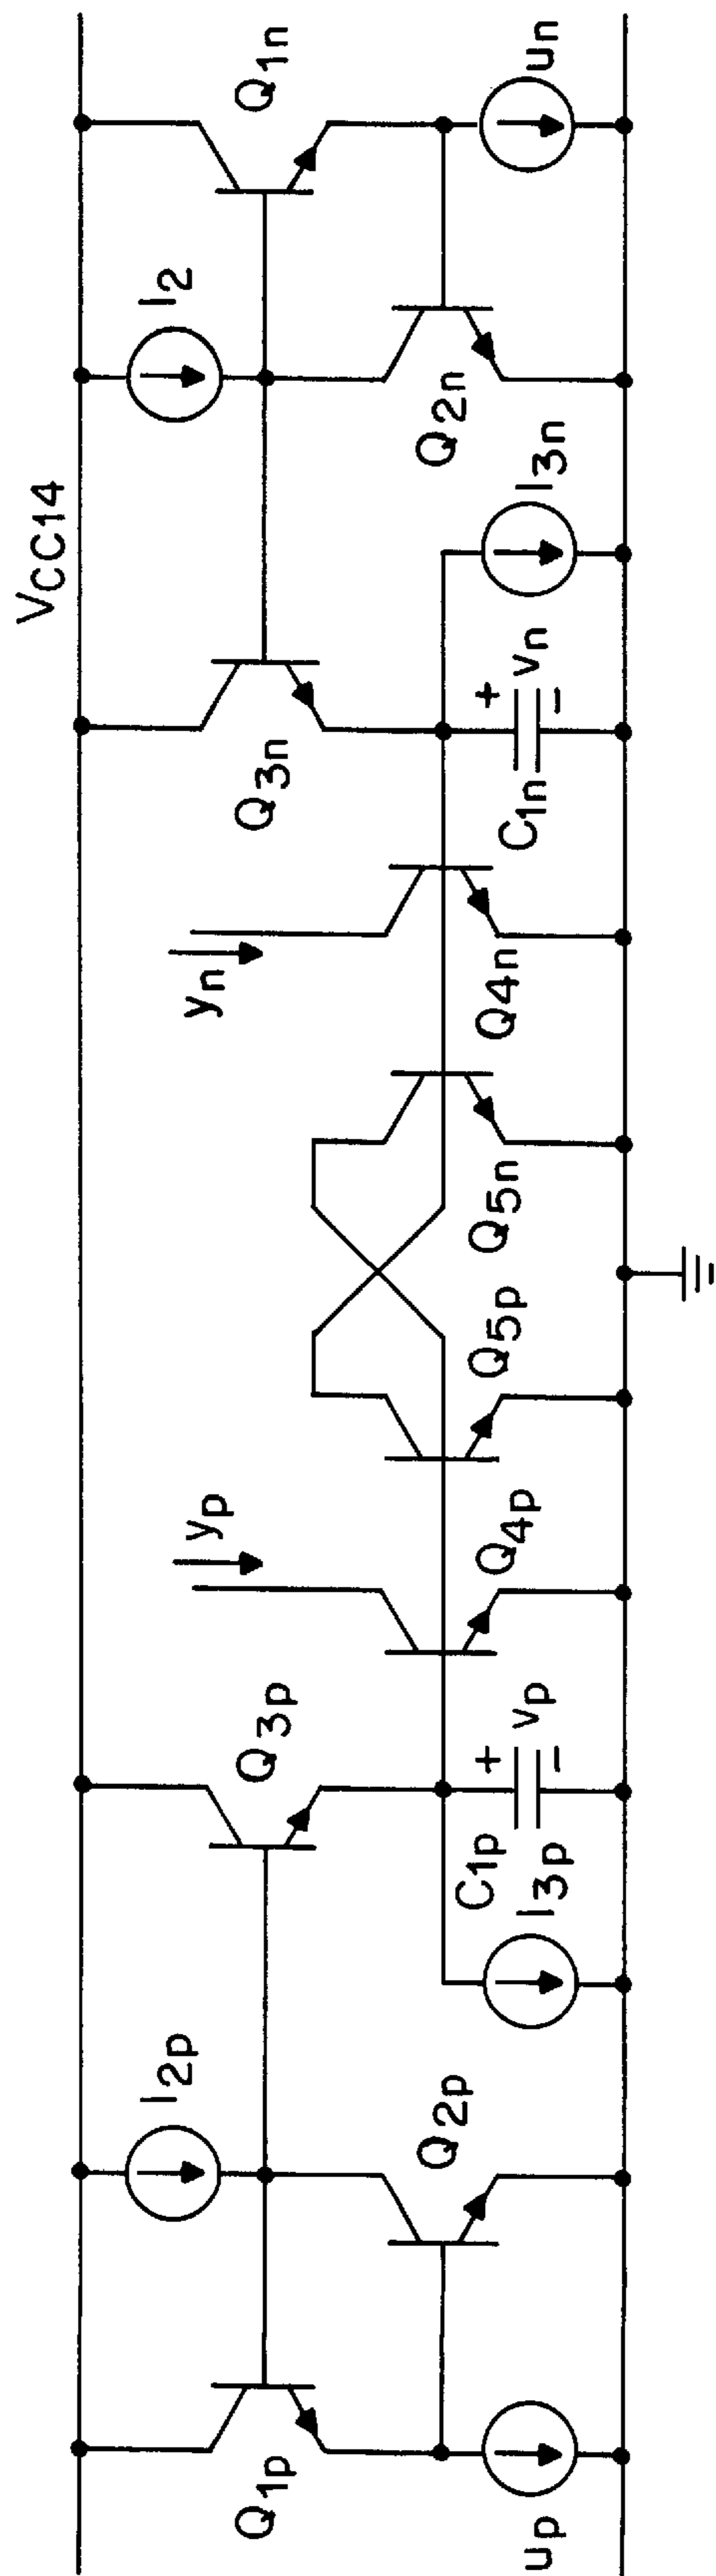 VCC14
Q1n
un
I2
Q2n
I3n
Q3n
+
vn
−
C1n
yn
Q4n
Q5n
Q5p
yp
Q4p
Q3p
+
vp
−
C1p
I3p
I2p
Q2p
Q1p
up